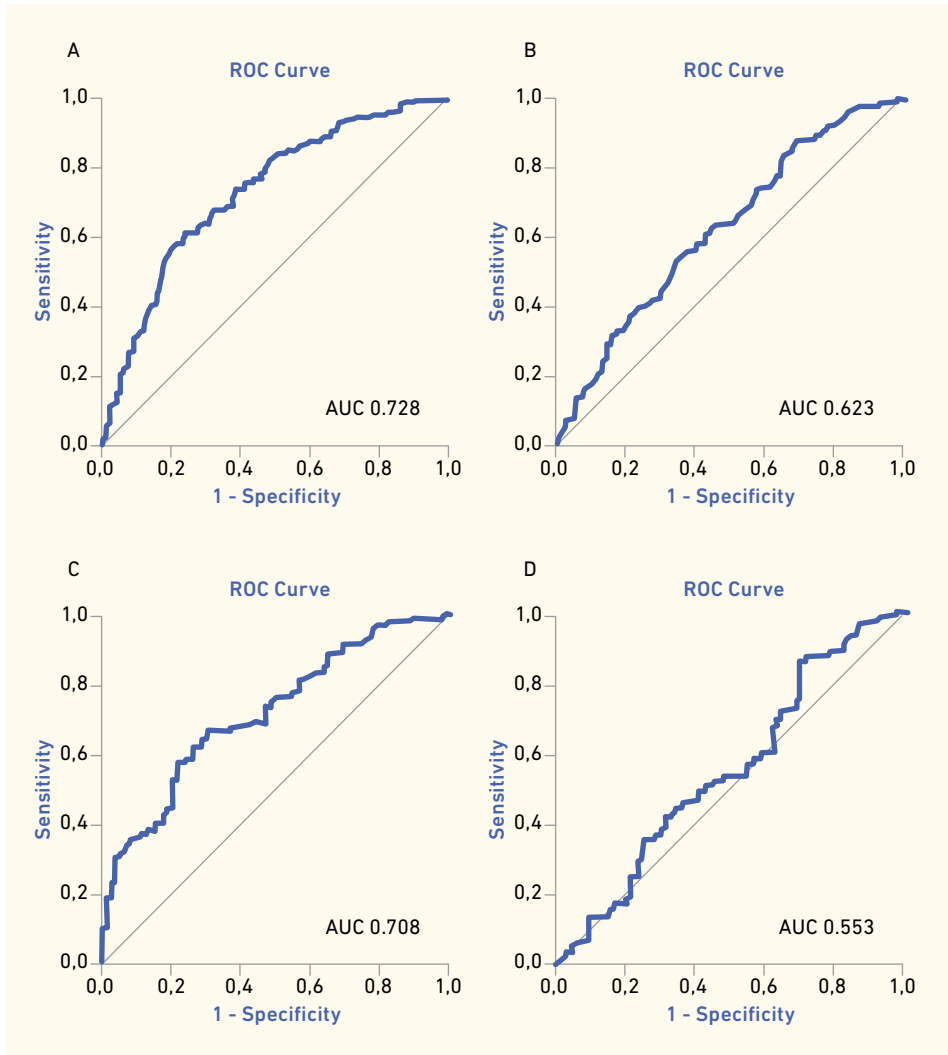 A
ROC Curve
1,0
0,8
0,6
0,4
0,2
0,0
Sensitivity
AUC 0.728
0,0 0,2 0,4 0,6 0,8 1,0
1 - Specificity
B
ROC Curve
1,0
0,8
0,6
0,4
0,2
0,0
Sensitivity
AUC 0.623
0,0 0,2 0,4 0,6 0,8 1,0
1 - Specificity
C
ROC Curve
1,0
0,8
0,6
0,4
0,2
0,0
Sensitivity
AUC 0.708
0,0 0,2 0,4 0,6 0,8 1,0
1 - Specificity
D
ROC Curve
1,0
0,8
0,6
0,4
0,2
0,0
Sensitivity
AUC 0.553
0,0 0,2 0,4 0,6 0,8 1,0
1 - Specificity